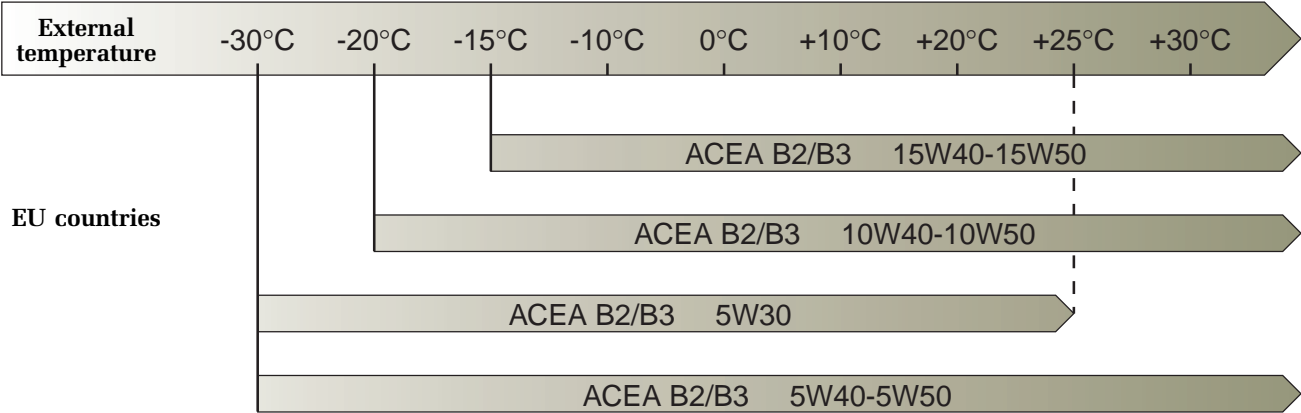 External
temperature
-30°C -20°C -15°C -10°C 0°C +10°C +20°C +25°C +30°C
ACEA B2/B3 15W40-15W50
EU countries
ACEA B2/B3 10W40-10W50
ACEA B2/B3 5W30
ACEA B2/B3 5W40-5W50